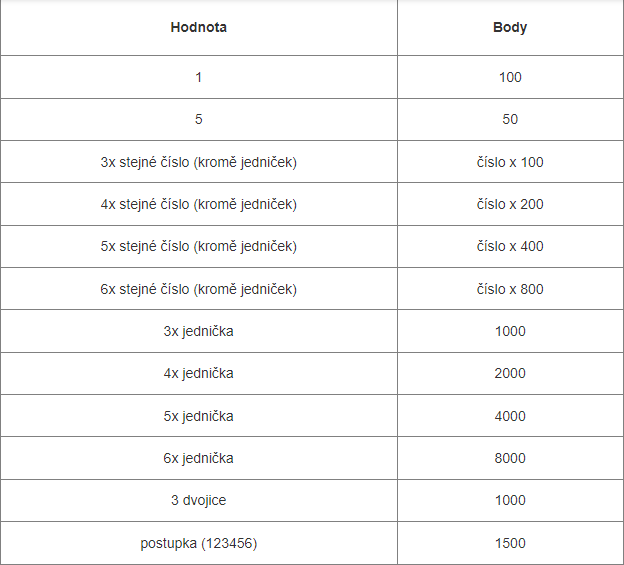 Hodnota Body
1 100
5 50
3x stejné číslo (kromě jedniček) číslo x 100
4x stejné číslo (kromě jedniček) číslo x 200
5x stejné číslo (kromě jedniček) číslo x 400
6x stejné číslo (kromě jedniček) číslo x 800
3x jednička 1000
4x jednička 2000
5x jednička 4000
6x jednička 8000
3 dvojice 1000
postupka (123456) 1500